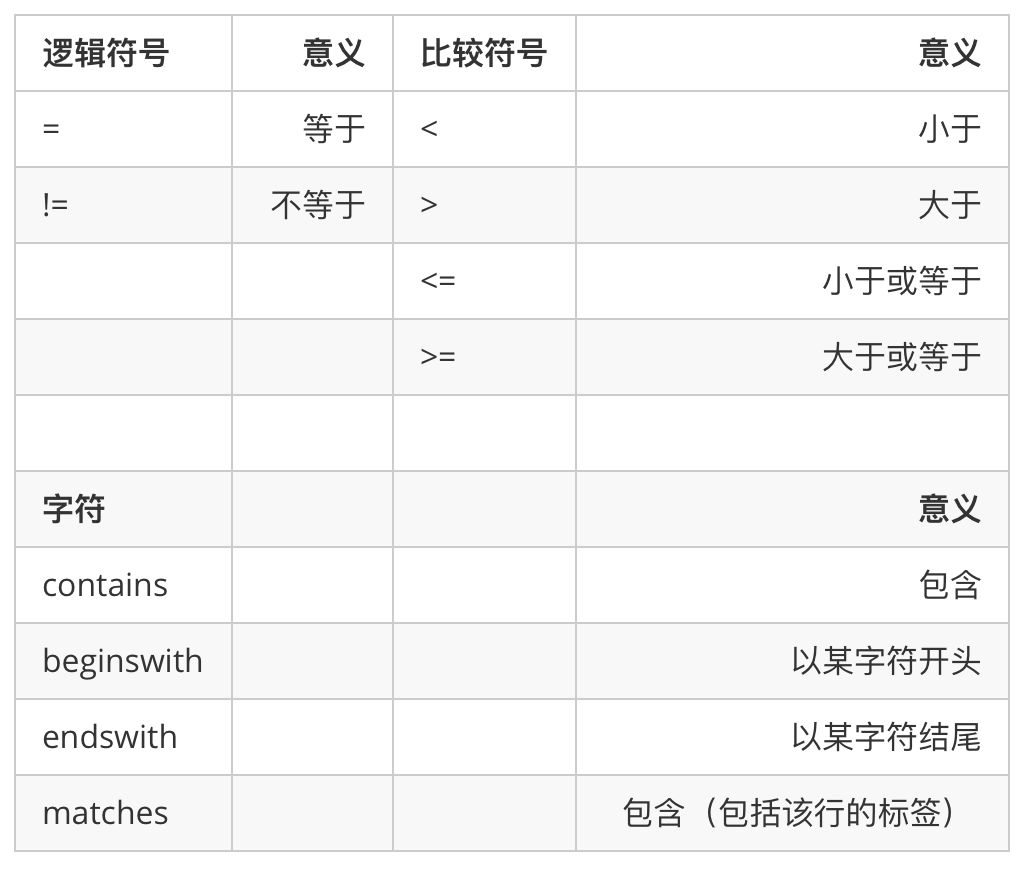 逻辑符号 意义 比较符号 意义
= 等于 < 小于
!= 不等于 > 大于
<= 小于或等于
>= 大于或等于
字符 意义
contains 包含
beginswith 以某字符开头
endswith 以某字符结尾
matches 包含（包括该行的标签）